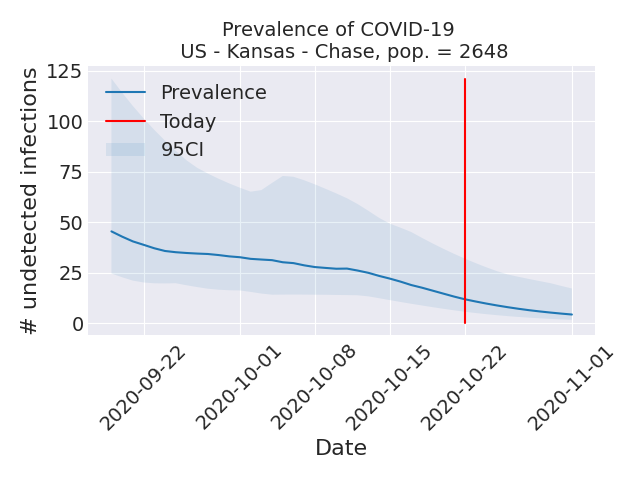 Prevalence of COVID-19
US - Kansas - Chase, pop. = 2648
# undetected infections
125
100
75
50
25
0
Prevalence
Today
95CI
2020-09-22
2020-10-01
2020-10-08
2020-10-15
2020-10-22
2020-11-01
Date